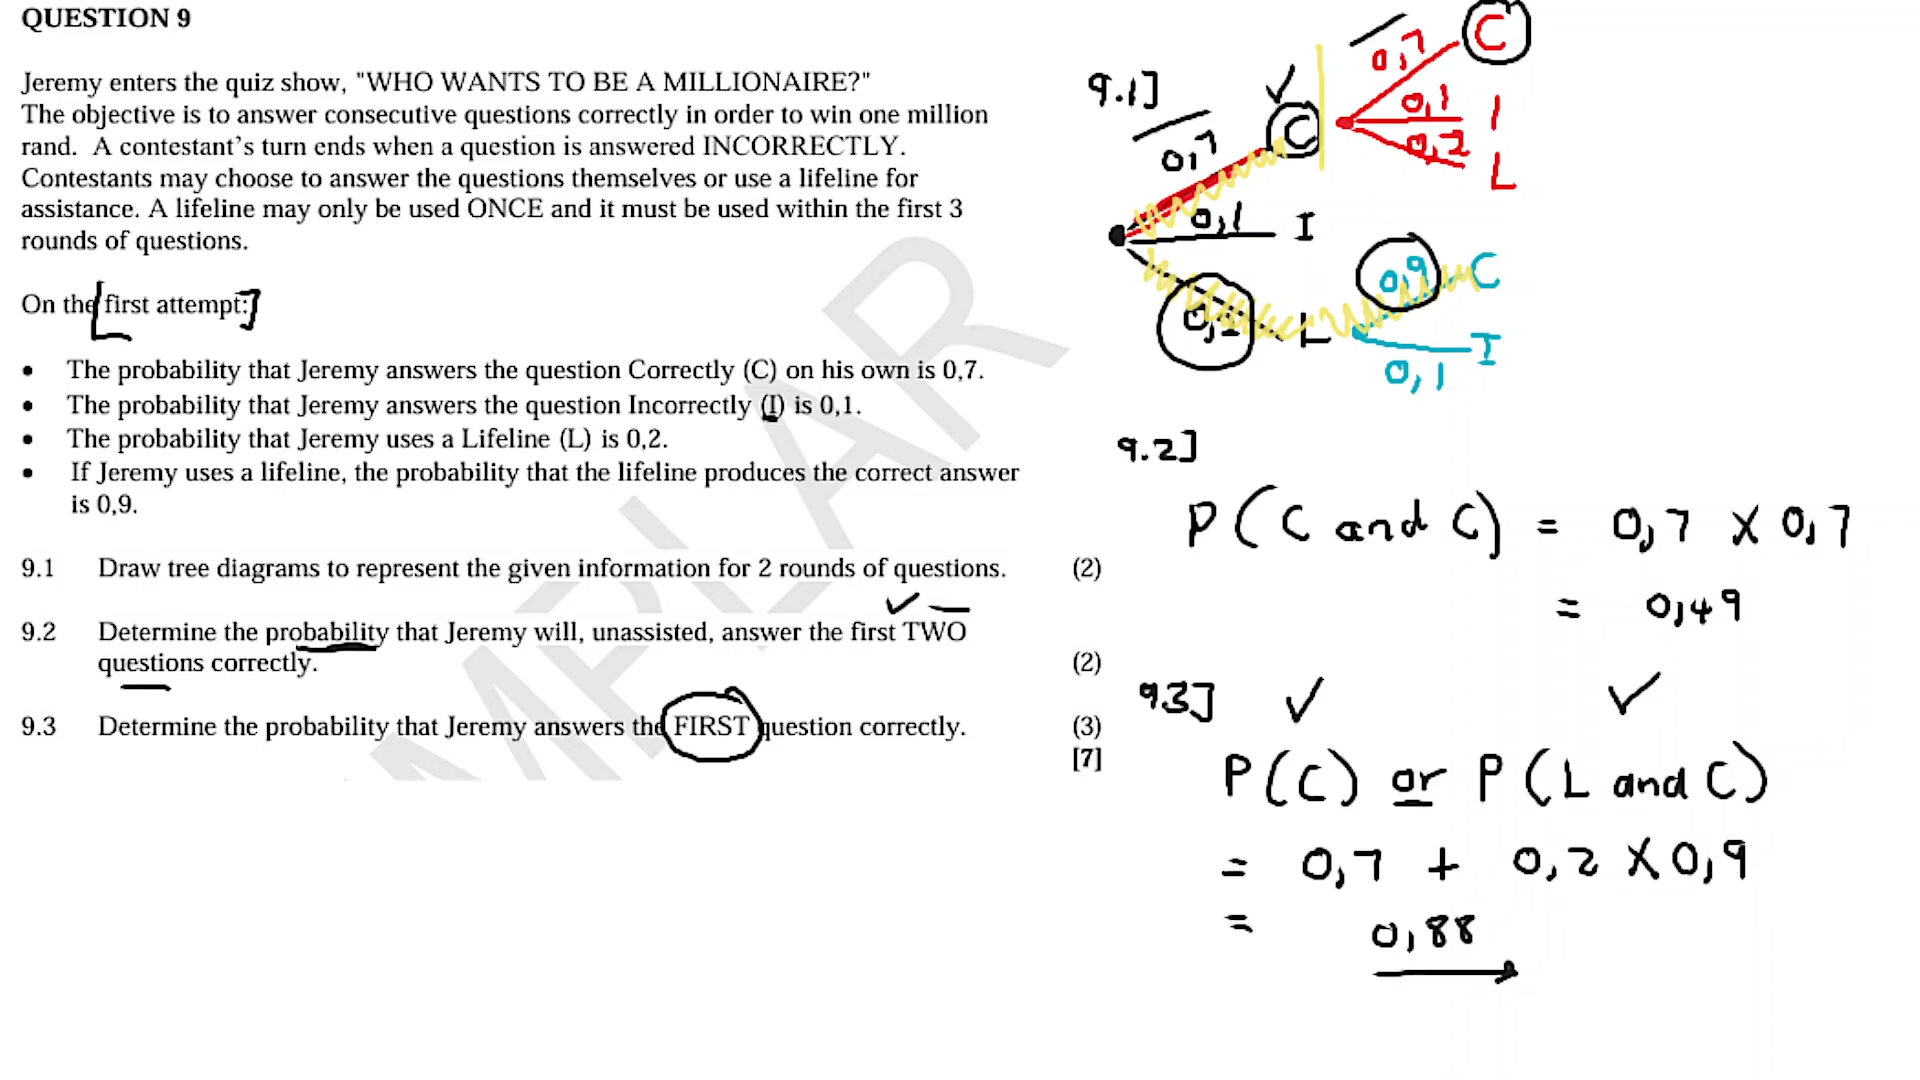 QUESTION 9
Jeremy enters the quiz show, "WHO WANTS TO BE A MILLIONAIRE?"
The objective is to answer consecutive questions correctly in order to win one million
rand. A contestant's turn ends when a question is answered INCORRECTLY.
Contestants may choose to answer the questions themselves or use a lifeline for
assistance. A lifeline may only be used ONCE and it must be used within the first 3
rounds of questions.
On the [first attempt:]
• The probability that Jeremy answers the question Correctly (C) on his own is 0,7.
• The probability that Jeremy answers the question Incorrectly (I) is 0,1.
• The probability that Jeremy uses a Lifeline (L) is 0,2.
• If Jeremy uses a lifeline, the probability that the lifeline produces the correct answer
is 0,9.
9.1 Draw tree diagrams to represent the given information for 2 rounds of questions. (2)
9.2 Determine the probability that Jeremy will, unassisted, answer the first TWO
questions correctly. (2)
9.3 Determine the probability that Jeremy answers the FIRST question correctly. (3)
[7]
9.1]
0,7 C
0,1 I
L
0,7 C
0,1 I
0,2 L
0,9 C
0,1 I
9.2]
P(C and C) = 0,7 X 0,7
= 0,49
9.3] ✓ ✓
P(C) or P(L and C)
= 0,7 + 0,2 X 0,9
= 0,88